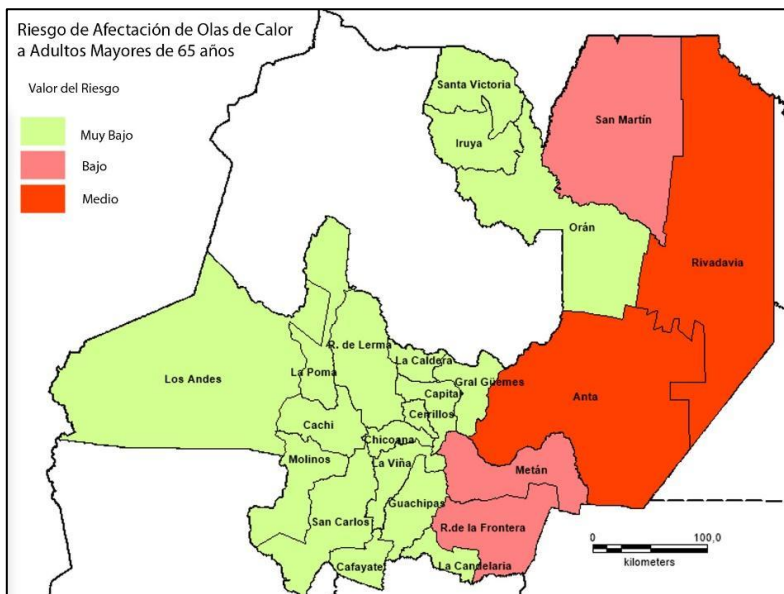 Riesgo de Afectación de Olas de Calor
a Adultos Mayores de 65 años
Valor del Riesgo
Muy Bajo
Bajo
Medio
Santa Victoria
San Martín
Iruya
Orán
Rivadavia
R. de Lerma
La Caldera
Los Andes
La Poma
Gral Güemes
Capital
Anta
Cerrillos
Cachi
Chicoana
Molinos
La Viña
Metán
Guachipas
San Carlos
R.de la Frontera
Cafayate
La Candelaria
0 100,0
kilometers